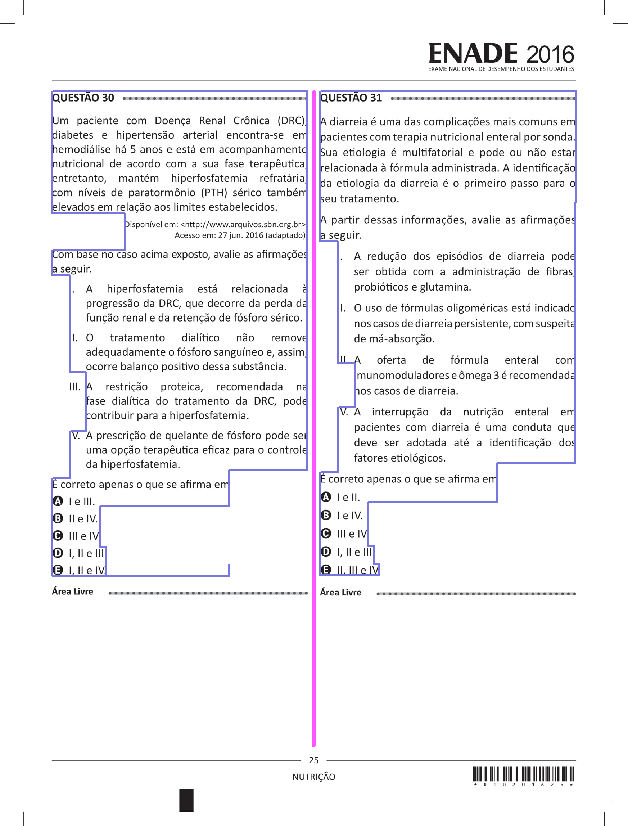 ENADE 2016
EXAME NACIONAL DE DESEMPENHO DOS ESTUDANTES
QUESTÃO 30
Um paciente com Doença Renal Crônica (DRC),
diabetes e hipertensão arterial encontra-se em
hemodiálise há 5 anos e está em acompanhamento
nutricional de acordo com a sua fase terapêutica,
entretanto, mantém hiperfosfatemia refratária,
com níveis de paratormônio (PTH) sérico também
elevados em relação aos limites estabelecidos.
Disponível em: <http://www.arquivos.sbn.org.br>.
Acesso em: 27 jun. 2016 (adaptado).
Com base no caso acima exposto, avalie as afirmações
a seguir.
I. A hiperfosfatemia está relacionada à
progressão da DRC, que decorre da perda da
função renal e da retenção de fósforo sérico.
II. O tratamento dialítico não remove
adequadamente o fósforo sanguíneo e, assim,
ocorre balanço positivo dessa substância.
III. A restrição proteica, recomendada na
fase dialítica do tratamento da DRC, pode
contribuir para a hiperfosfatemia.
IV. A prescrição de quelante de fósforo pode ser
uma opção terapêutica eficaz para o controle
da hiperfosfatemia.
É correto apenas o que se afirma em
A I e III.
B II e IV.
C III e IV.
D I, II e III.
E I, II e IV.
Área Livre
QUESTÃO 31
A diarreia é uma das complicações mais comuns em
pacientes com terapia nutricional enteral por sonda.
Sua etiologia é multifatorial e pode ou não estar
relacionada à fórmula administrada. A identificação
da etiologia da diarreia é o primeiro passo para o
seu tratamento.
A partir dessas informações, avalie as afirmações
a seguir.
I. A redução dos episódios de diarreia pode
ser obtida com a administração de fibras,
probióticos e glutamina.
II. O uso de fórmulas oligoméricas está indicado
nos casos de diarreia persistente, com suspeita
de má-absorção.
III. A oferta de fórmula enteral com
imunomoduladores e ômega 3 é recomendada
nos casos de diarreia.
IV. A interrupção da nutrição enteral em
pacientes com diarreia é uma conduta que
deve ser adotada até a identificação dos
fatores etiológicos.
É correto apenas o que se afirma em
A I e II.
B I e IV.
C III e IV.
D I, II e III.
E II, III e IV.
Área Livre
25
NUTRIÇÃO